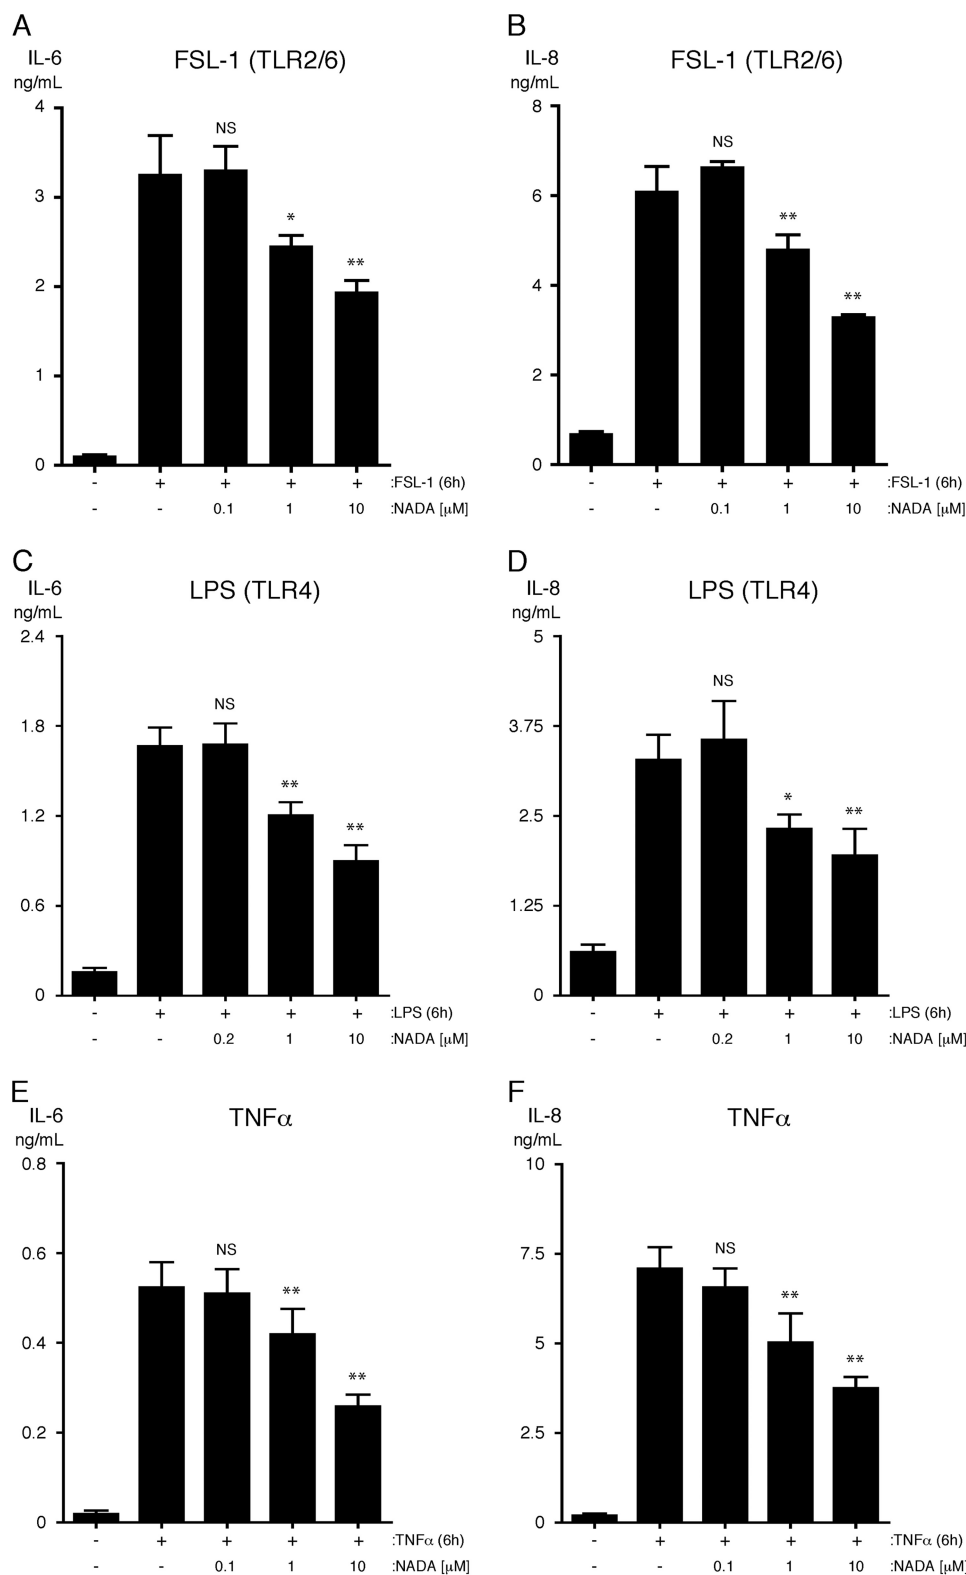 A
IL-6
ng/mL
FSL-1 (TLR2/6)
4
3
2
1
0
NS
*
**
- + + + + :FSL-1 (6h)
- - 0.1 1 10 :NADA [µM]
B
IL-8
ng/mL
FSL-1 (TLR2/6)
8
6
4
2
0
NS
**
**
- + + + + :FSL-1 (6h)
- - 0.1 1 10 :NADA [µM]
C
IL-6
ng/mL
LPS (TLR4)
2.4
1.8
1.2
0.6
0
NS
**
**
- + + + + :LPS (6h)
- - 0.2 1 10 :NADA [µM]
D
IL-8
ng/mL
LPS (TLR4)
5
3.75
2.5
1.25
0
NS
*
**
- + + + + :LPS (6h)
- - 0.2 1 10 :NADA [µM]
E
IL-6
ng/mL
TNFα
0.8
0.6
0.4
0.2
0
NS
**
**
- + + + + :TNFα (6h)
- - 0.1 1 10 :NADA [µM]
F
IL-8
ng/mL
TNFα
10
7.5
5
2.5
0
NS
**
**
- + + + + :TNFα (6h)
- - 0.1 1 10 :NADA [µM]